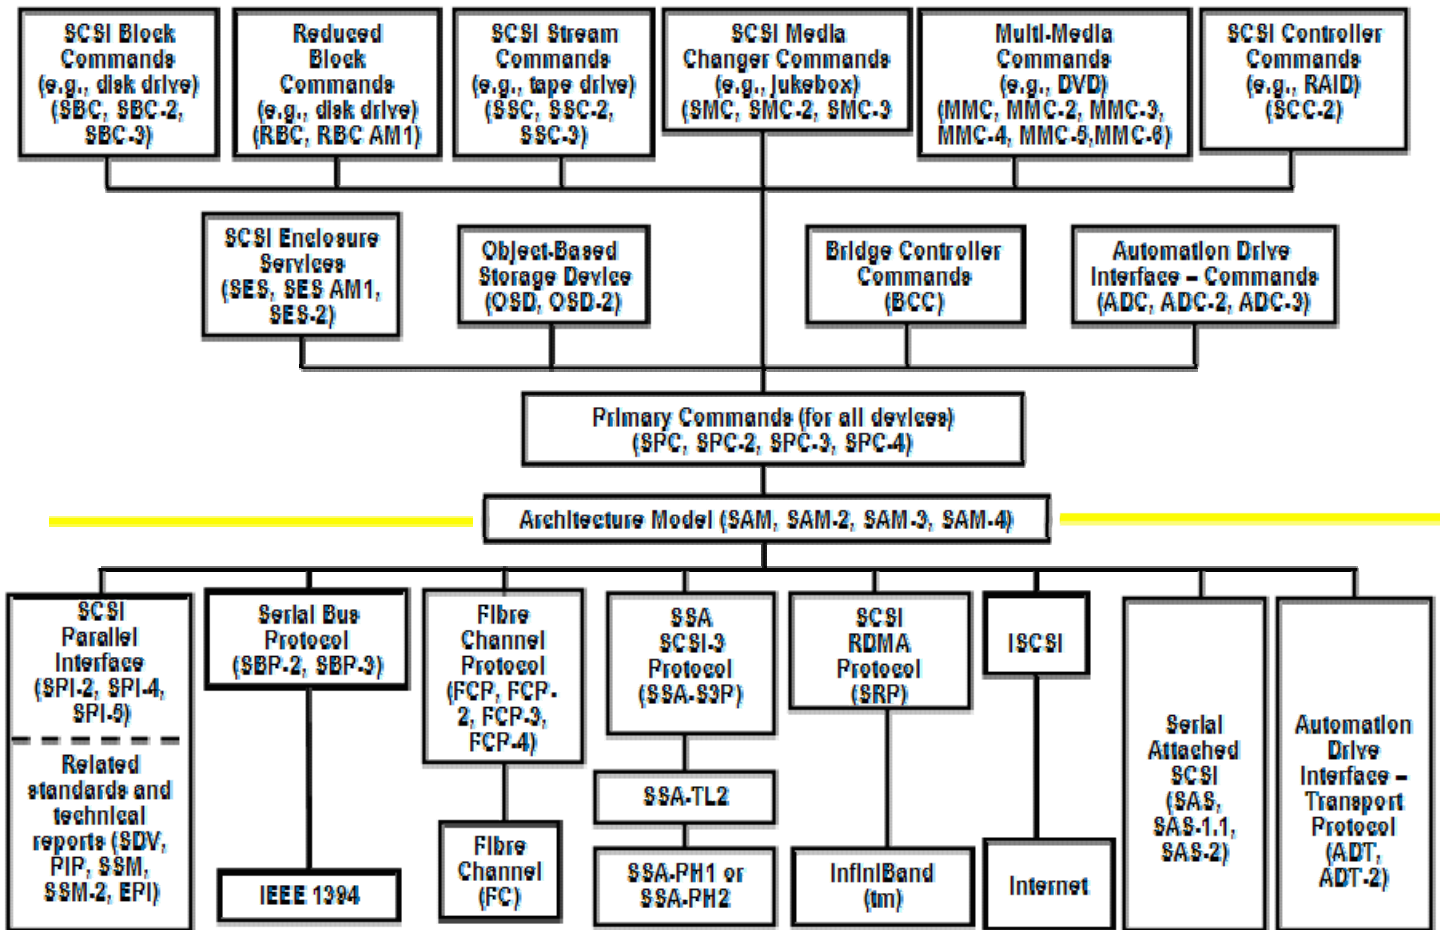 SCSI Block
Commands
(e.g., disk drive)
(SBC, SBC-2,
SBC-3)
Reduced
Block
Commands
(e.g., disk drive)
(RBC, RBC AM1)
SCSI Stream
Commands
(e.g., tape drive)
(SSC, SSC-2,
SSC-3)
SCSI Media
Changer Commands
(e.g., jukebox)
(SMC, SMC-2, SMC-3
Multi-Media
Commands
(e.g., DVD)
(MMC, MMC-2, MMC-3,
MMC-4, MMC-5,MMC-6)
SCSI Controller
Commands
(e.g., RAID)
(SCC-2)
SCSI Enclosure
Services
(SES, SES AM1,
SES-2)
Object-Based
Storage Device
(OSD, OSD-2)
Bridge Controller
Commands
(BCC)
Automation Drive
Interface – Commands
(ADC, ADC-2, ADC-3)
Primary Commands (for all devices)
(SPC, SPC-2, SPC-3, SPC-4)
Architecture Model (SAM, SAM-2, SAM-3, SAM-4)
SCSI
Parallel
Interface
(SPI-2, SPI-4,
SPI-5)
Related
standards and
technical
reports (SDV,
PIP, SSM,
SSM-2, EPI)
Serial Bus
Protocol
(SBP-2, SBP-3)
IEEE 1394
Fibre
Channel
Protocol
(FCP, FCP-
2, FCP-3,
FCP-4)
Fibre
Channel
(FC)
SSA
SCSI-3
Protocol
(SSA-S3P)
SSA-TL2
SSA-PH1 or
SSA-PH2
SCSI
RDMA
Protocol
(SRP)
InfiniBand
(tm)
iSCSI
Internet
Serial
Attached
SCSI
(SAS,
SAS-1.1,
SAS-2)
Automation
Drive
Interface –
Transport
Protocol
(ADT,
ADT-2)